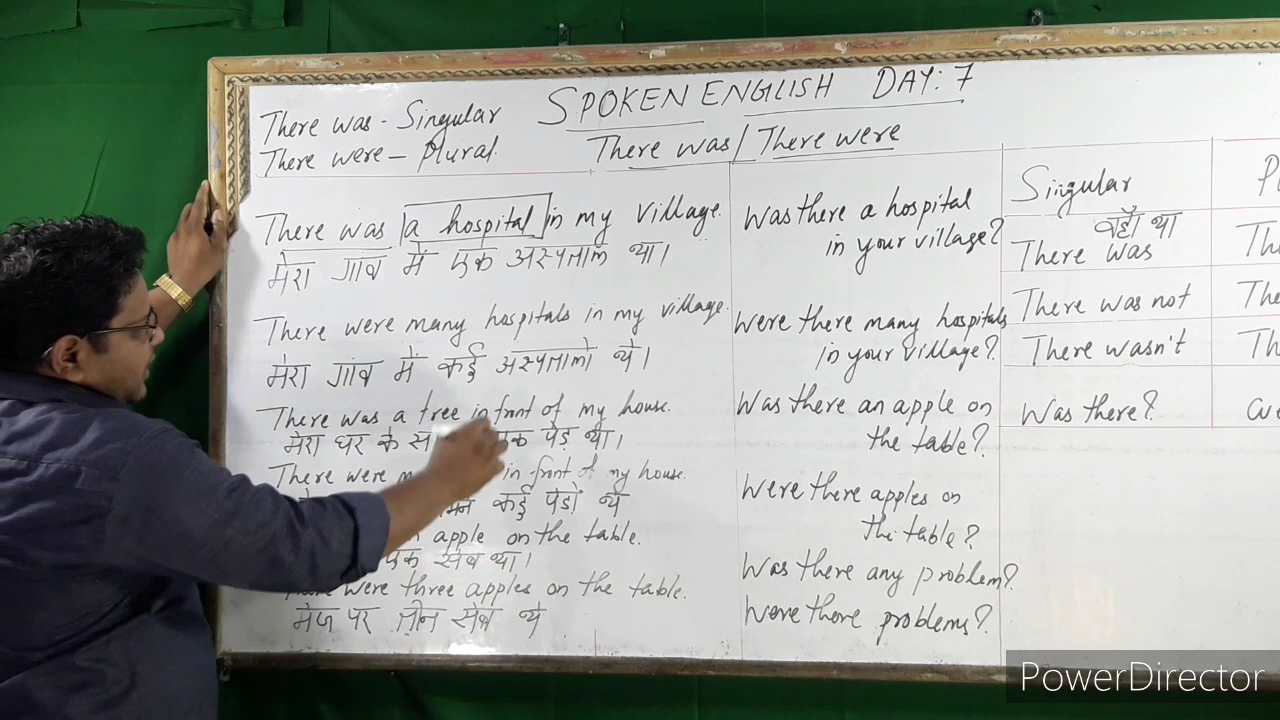 SPOKEN ENGLISH DAY: 7
There was - Singular
There were - Plural.
There was / There were
There was a hospital in my village.
मेरा गांव में एक अस्पताल था।
There were many hospitals in my village.
मेरा गांव में कई अस्पतालो थे।
There was a tree in front of my house.
मेरा घर के एक पेड़ था।
There were in front of my house.
कई पेडो थे
apple on the table.
एक सेब था।
were three apples on the table.
मेज पर तीन सेब थे
Was there a hospital
in your village?
Were there many hospitals
in your village?
Was there an apple on
the table?
Were there apples on
the table?
Was there any problem?
Were there problems?
Singular
वहाँ था
There was
There was not
There wasn't
Was there?
PowerDirector